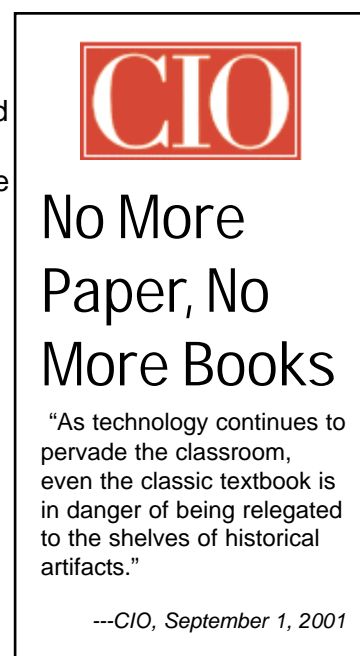 CIO
No More
Paper, No
More Books
“As technology continues to
pervade the classroom,
even the classic textbook is
in danger of being relegated
to the shelves of historical
artifacts.”
---CIO, September 1, 2001